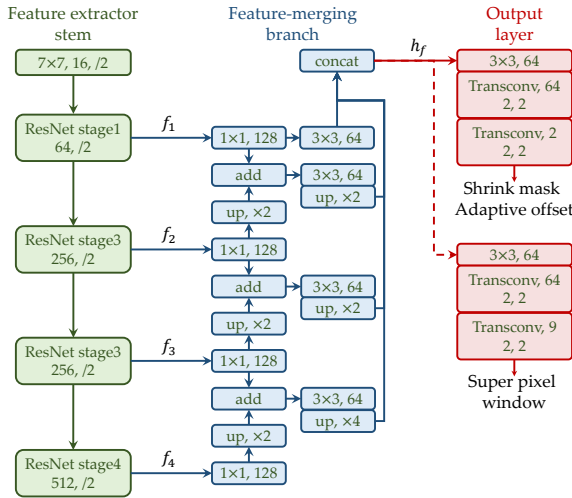 Feature extractor
stem
7×7, 16, /2
ResNet stage1
64, /2
ResNet stage3
256, /2
ResNet stage3
256, /2
ResNet stage4
512, /2
f1
f2
f3
f4
Feature-merging
branch
concat
1×1, 128
3×3, 64
add
3×3, 64
up, ×2
up, ×2
1×1, 128
add
3×3, 64
up, ×2
up, ×2
1×1, 128
add
3×3, 64
up, ×4
up, ×2
1×1, 128
hf
Output
layer
3×3, 64
Transconv, 64
2, 2
Transconv, 2
2, 2
Shrink mask
Adaptive offset
3×3, 64
Transconv, 64
2, 2
Transconv, 9
2, 2
Super pixel
window